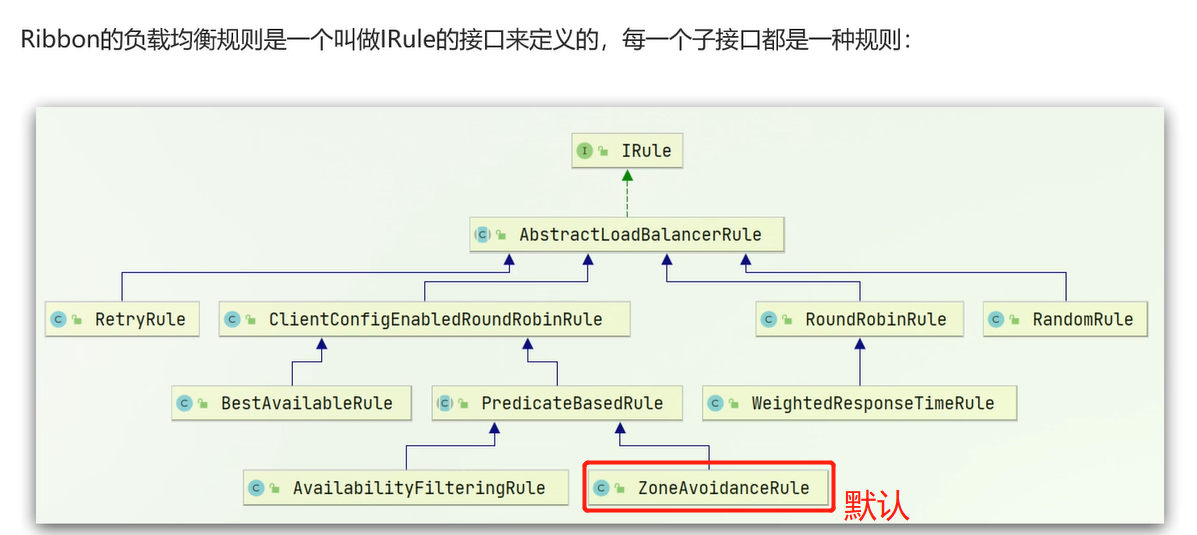 Ribbon的负载均衡规则是一个叫做IRule的接口来定义的，每一个子接口都是一种规则：
I IRule
C AbstractLoadBalancerRule
C RetryRule
C ClientConfigEnabledRoundRobinRule
C RoundRobinRule
C RandomRule
C BestAvailableRule
C PredicateBasedRule
C WeightedResponseTimeRule
C AvailabilityFilteringRule
C ZoneAvoidanceRule
默认